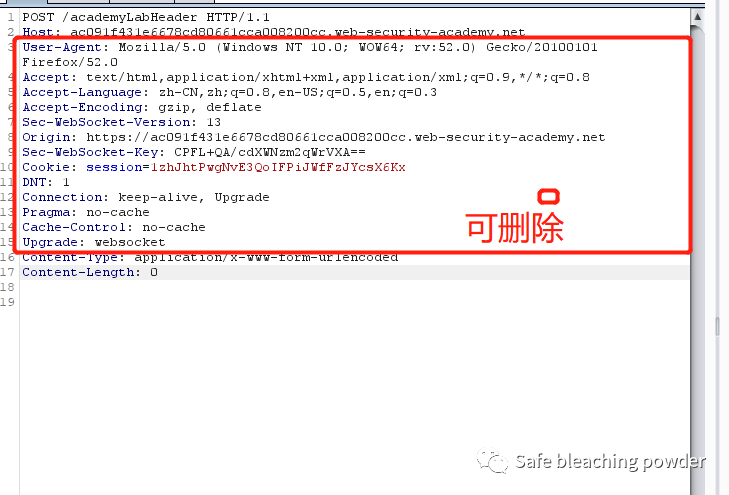 1 POST /academyLabHeader HTTP/1.1
2 Host: ac091f431e6678cd80661cca008200cc.web-security-academy.net
3 User-Agent: Mozilla/5.0 (Windows NT 10.0; WOW64; rv:52.0) Gecko/20100101
Firefox/52.0
4 Accept: text/html,application/xhtml+xml,application/xml;q=0.9,*/*;q=0.8
5 Accept-Language: zh-CN,zh;q=0.8,en-US;q=0.5,en;q=0.3
6 Accept-Encoding: gzip, deflate
7 Sec-WebSocket-Version: 13
8 Origin: https://ac091f431e6678cd80661cca008200cc.web-security-academy.net
9 Sec-WebSocket-Key: CPFL+QA/cdXWNzm2qWrVXA==
10 Cookie: session=1zhJhtPwgNvE3QoIFPiJWfFzJYcsX6Kx
11 DNT: 1
12 Connection: keep-alive, Upgrade
13 Pragma: no-cache
14 Cache-Control: no-cache
15 Upgrade: websocket
可删除
16 Content-Type: application/x-www-form-urlencoded
17 Content-Length: 0
18
19
Safe bleaching powder